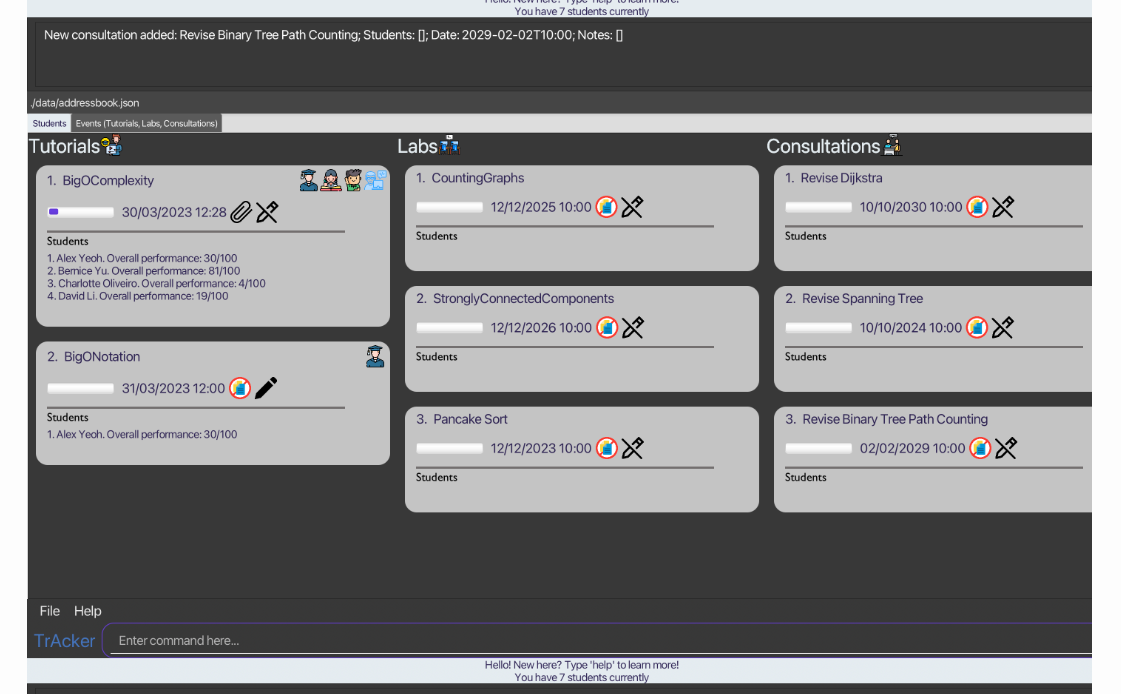 Hello! New here? Type 'help' to learn more!
You have 7 students currently
New consultation added: Revise Binary Tree Path Counting; Students: []; Date: 2029-02-02T10:00; Notes: []
./data/addressbook.json
Students Events (Tutorials, Labs, Consultations)
Tutorials
1. BigOComplexity
30/03/2023 12:28
Students
1. Alex Yeoh. Overall performance: 30/100
2. Bernice Yu. Overall performance: 81/100
3. Charlotte Oliveiro. Overall performance: 4/100
4. David Li. Overall performance: 19/100
2. BigONotation
31/03/2023 12:00
Students
1. Alex Yeoh. Overall performance: 30/100
Labs
1. CountingGraphs
12/12/2025 10:00
Students
2. StronglyConnectedComponents
12/12/2026 10:00
Students
3. Pancake Sort
12/12/2023 10:00
Students
Consultations
1. Revise Dijkstra
10/10/2030 10:00
Students
2. Revise Spanning Tree
10/10/2024 10:00
Students
3. Revise Binary Tree Path Counting
02/02/2029 10:00
Students
File Help
TrAcker Enter command here...
Hello! New here? Type 'help' to learn more!
You have 7 students currently